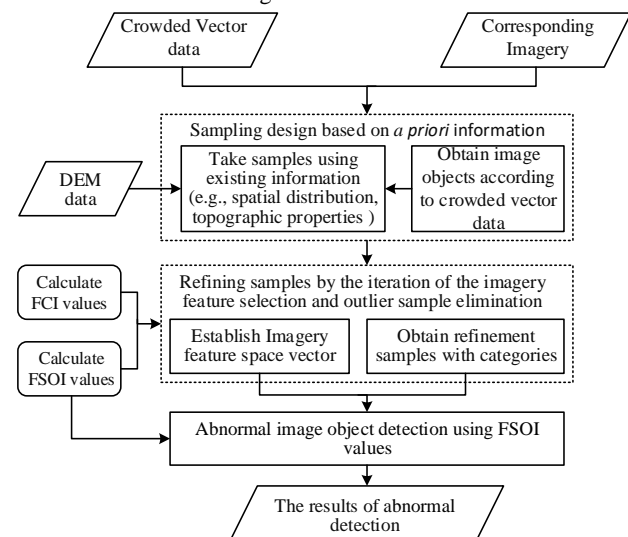 Crowded Vector
data
Corresponding
Imagery
Sampling design based on a priori information
DEM
data
Take samples using
existing information
(e.g., spatial distribution,
topographic properties )
Obtain image
objects according
to crowded vector
data
Calculate
FCI values
Refining samples by the iteration of the imagery
feature selection and outlier sample elimination
Calculate
FSOI values
Establish Imagery
feature space vector
Obtain refinement
samples with categories
Abnormal image object detection using FSOI
values
The results of abnormal
detection